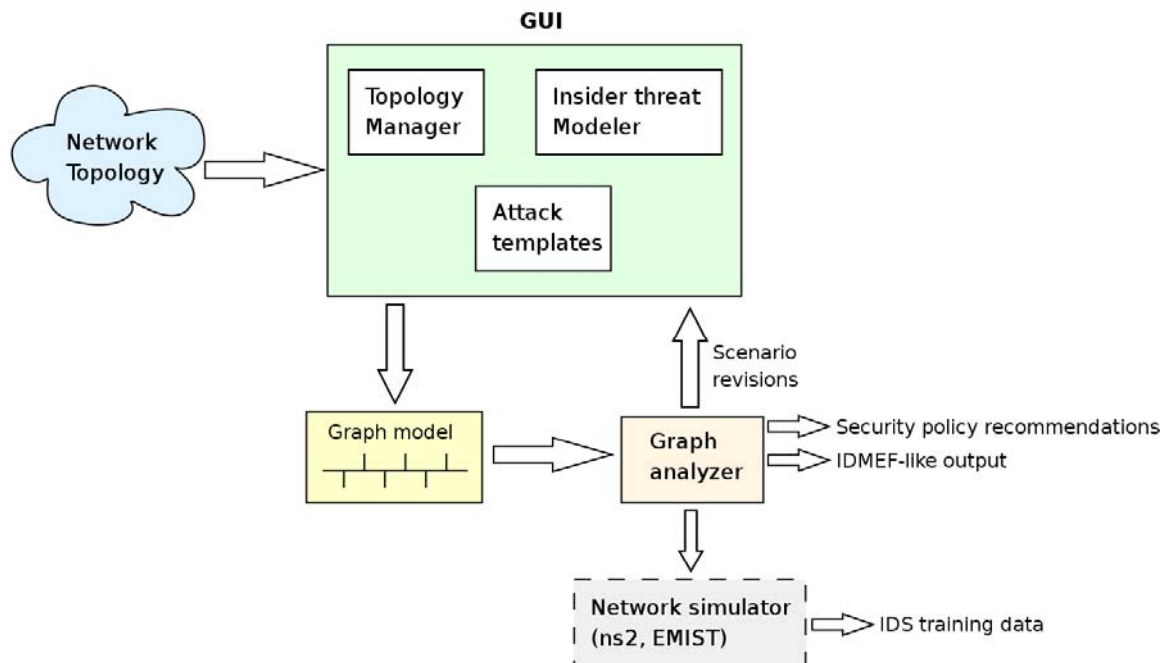 GUI
Topology
Manager
Insider threat
Modeler
Network
Topology
Attack
templates
Scenario
revisions
Graph model
Graph
analyzer
Security policy recommendations
IDMEF-like output
Network simulator
(ns2, EMIST)
IDS training data